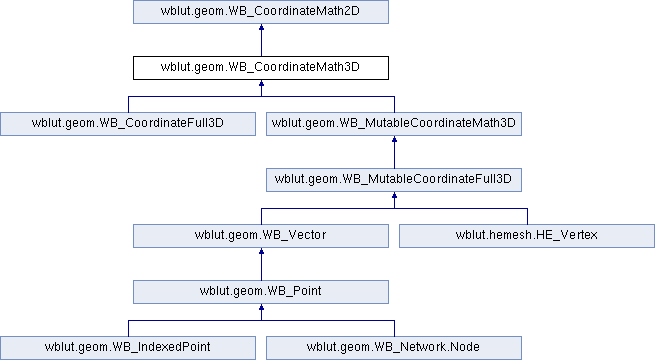 wblut.geom.WB_CoordinateMath2D
wblut.geom.WB_CoordinateMath3D
wblut.geom.WB_CoordinateFull3D
wblut.geom.WB_MutableCoordinateMath3D
wblut.geom.WB_MutableCoordinateFull3D
wblut.geom.WB_Vector
wblut.hemesh.HE_Vertex
wblut.geom.WB_Point
wblut.geom.WB_IndexedPoint
wblut.geom.WB_Network.Node